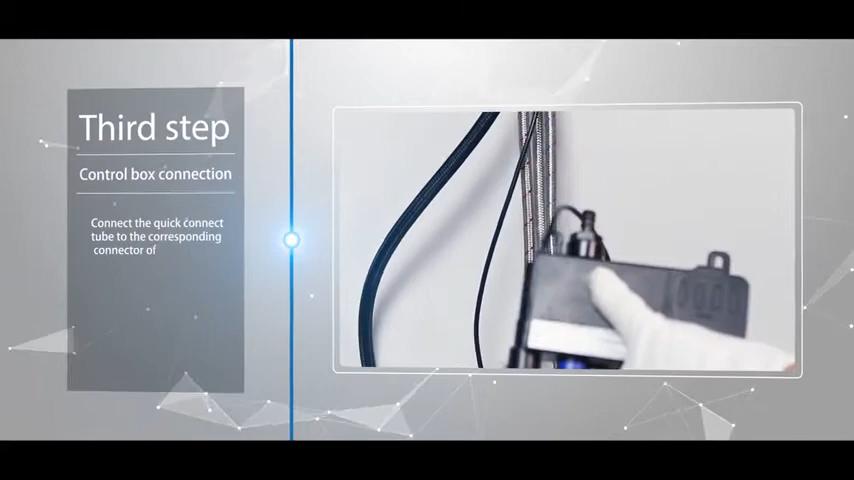 Third step
Control box connection
Connect the quick connect
tube to the corresponding
connector of